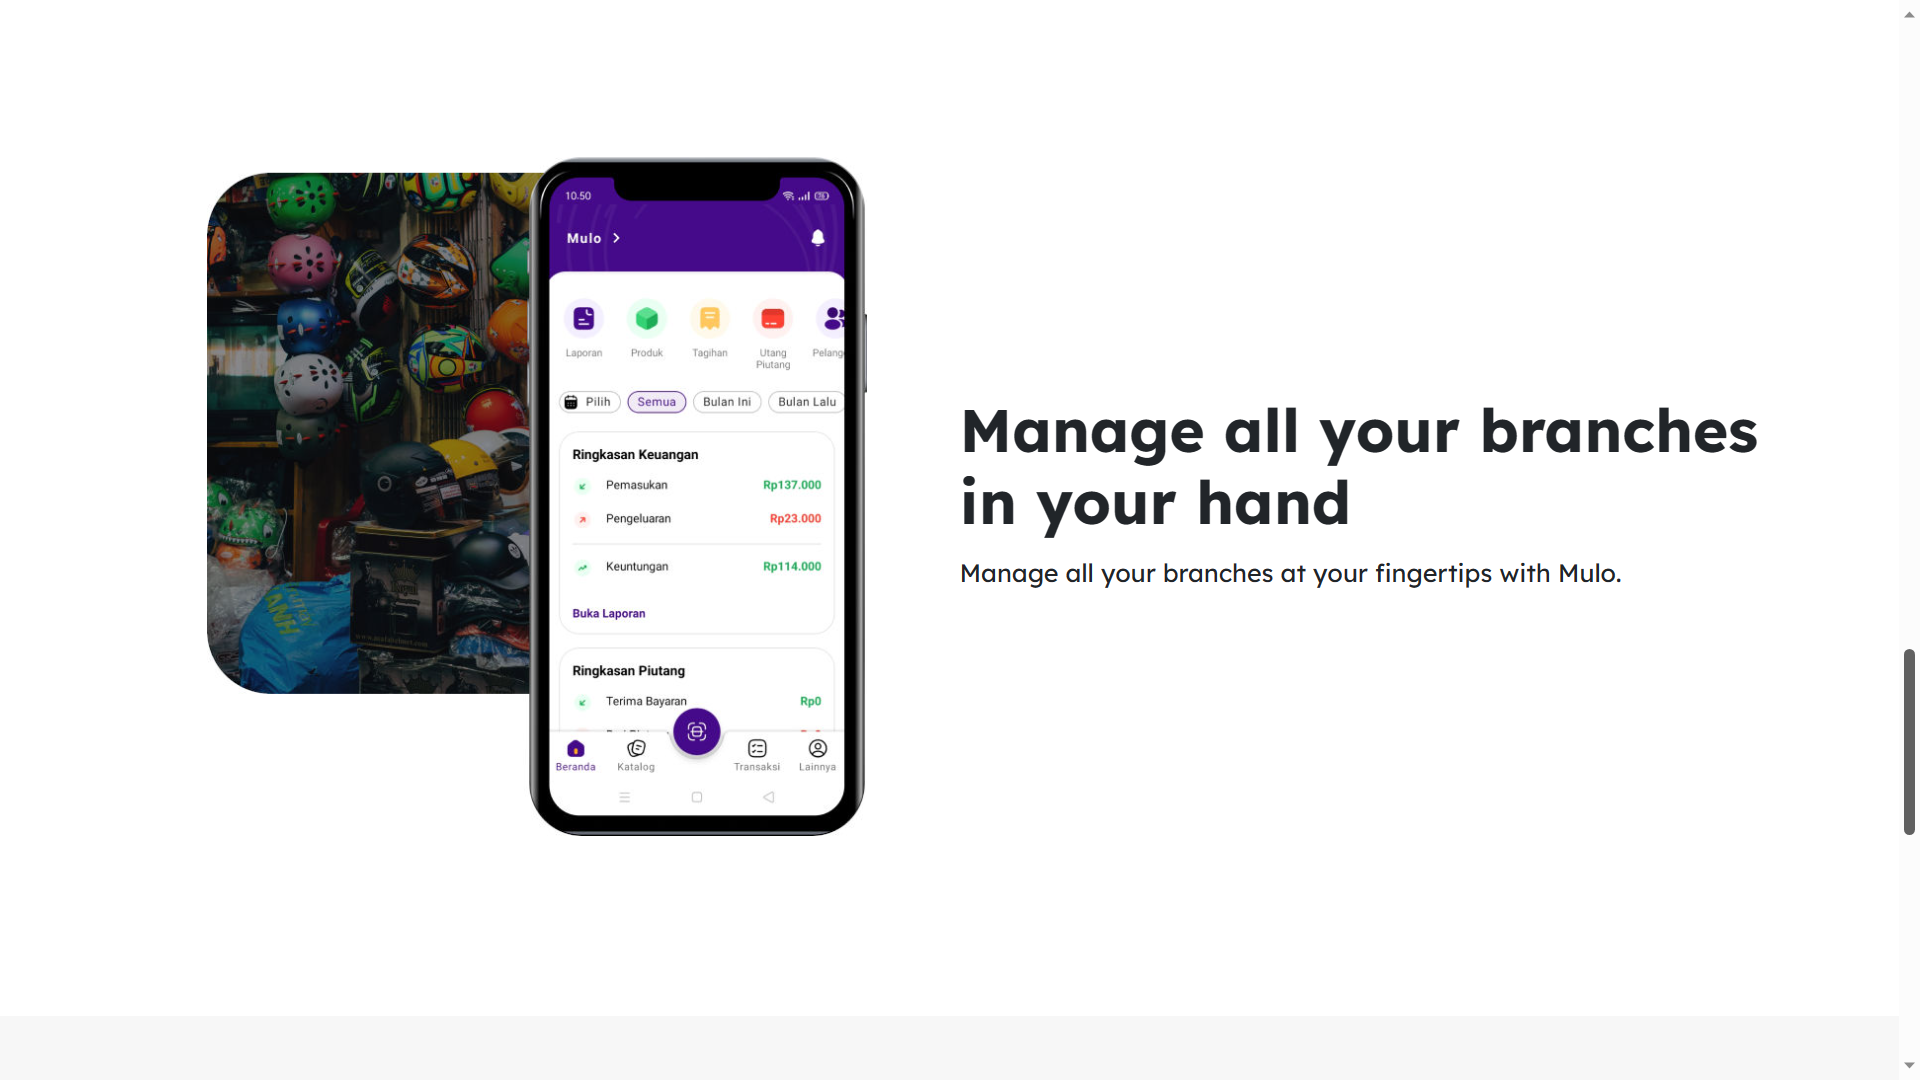 10.50
Mulo
Laporan
Produk
Tagihan
Utang
Piutang
Pelang
Pilih
Semua
Bulan Ini
Bulan Lalu
Ringkasan Keuangan
Pemasukan Rp137.000
Pengeluaran Rp23.000
Keuntungan Rp114.000
Buka Laporan
Ringkasan Piutang
Terima Bayaran Rp0
Beranda
Katalog
Transaksi
Lainnya
Manage all your branches
in your hand
Manage all your branches at your fingertips with Mulo.